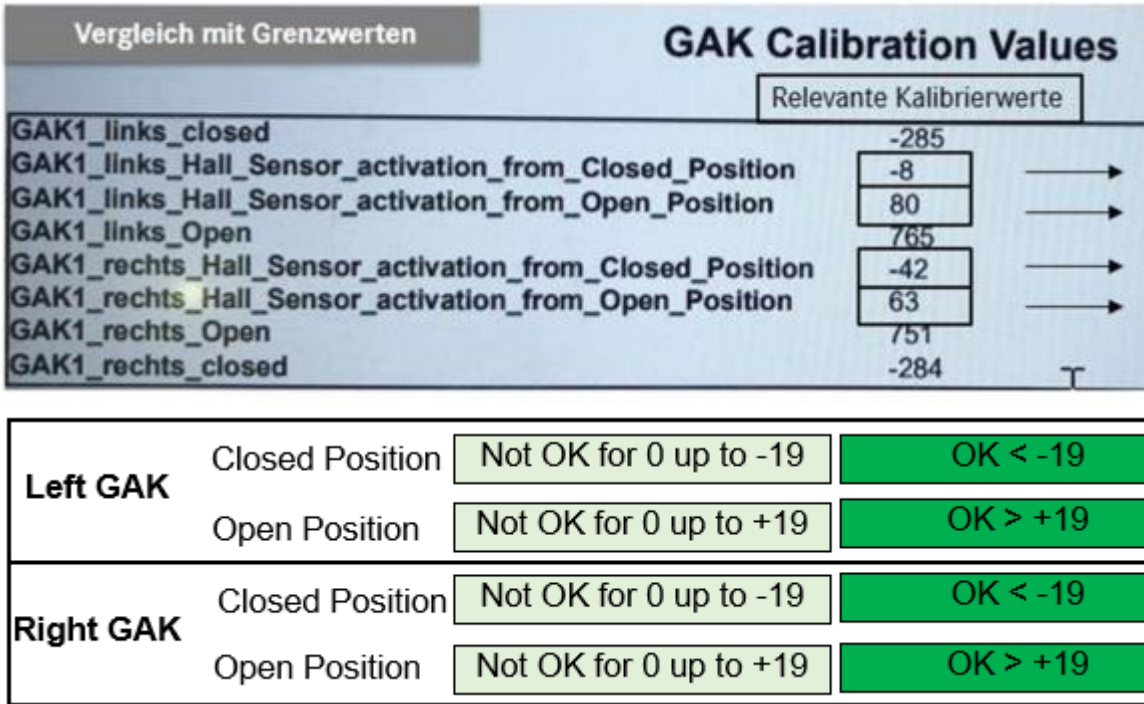 Vergleich mit Grenzwerten
GAK Calibration Values
Relevante Kalibrierwerte
GAK1_links_closed -285
GAK1_links_Hall_Sensor_activation_from_Closed_Position -8
GAK1_links_Hall_Sensor_activation_from_Open_Position 80
GAK1_links_Open 765
GAK1_rechts_Hall_Sensor_activation_from_Closed_Position -42
GAK1_rechts_Hall_Sensor_activation_from_Open_Position 63
GAK1_rechts_Open 751
GAK1_rechts_closed -284
Left GAK
Closed Position Not OK for 0 up to -19 OK < -19
Open Position Not OK for 0 up to +19 OK > +19
Right GAK
Closed Position Not OK for 0 up to -19 OK < -19
Open Position Not OK for 0 up to +19 OK > +19